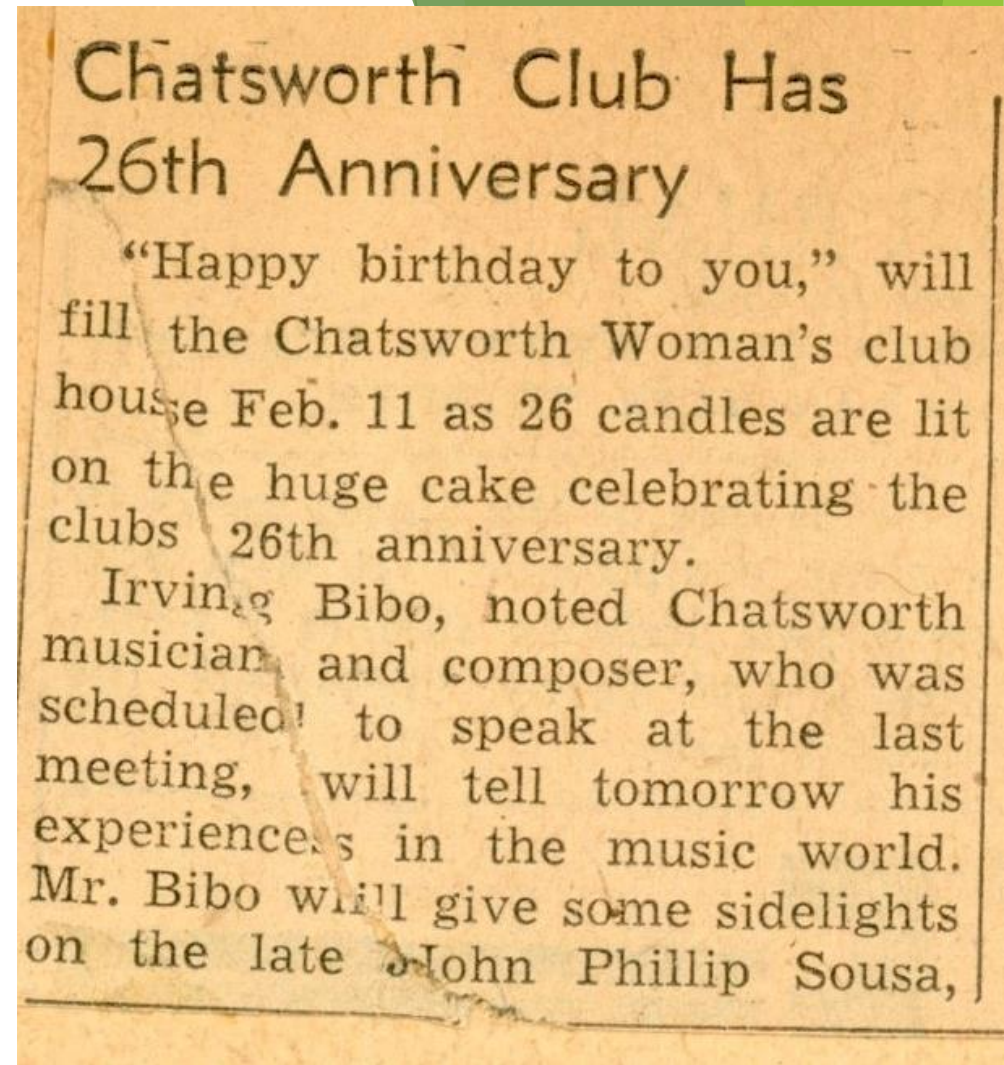 Chatsworth Club Has
26th Anniversary
“Happy birthday to you,” will
fill the Chatsworth Woman’s club
house Feb. 11 as 26 candles are lit
on the huge cake celebrating the
clubs 26th anniversary.
Irving Bibo, noted Chatsworth
musician and composer, who was
scheduled to speak at the last
meeting, will tell tomorrow his
experiences in the music world.
Mr. Bibo will give some sidelights
on the late John Phillip Sousa,